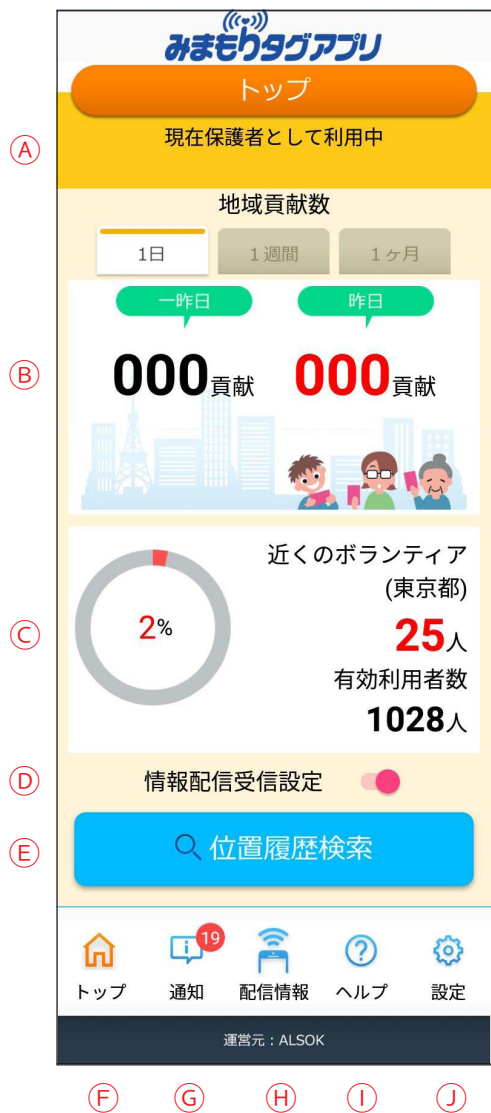 みまもりタグアプリ
トップ
Ⓐ
現在保護者として利用中
地域貢献数
1日
1週間
1ヶ月
一昨日
昨日
Ⓑ
000貢献
000貢献
近くのボランティア
(東京都)
Ⓒ
2%
25人
有効利用者数
1028人
Ⓓ
情報配信受信設定
Ⓔ
位置履歴検索
19
トップ
通知
配信情報
ヘルプ
設定
運営元：ALSOK
Ⓕ
Ⓖ
Ⓗ
Ⓘ
Ⓙ